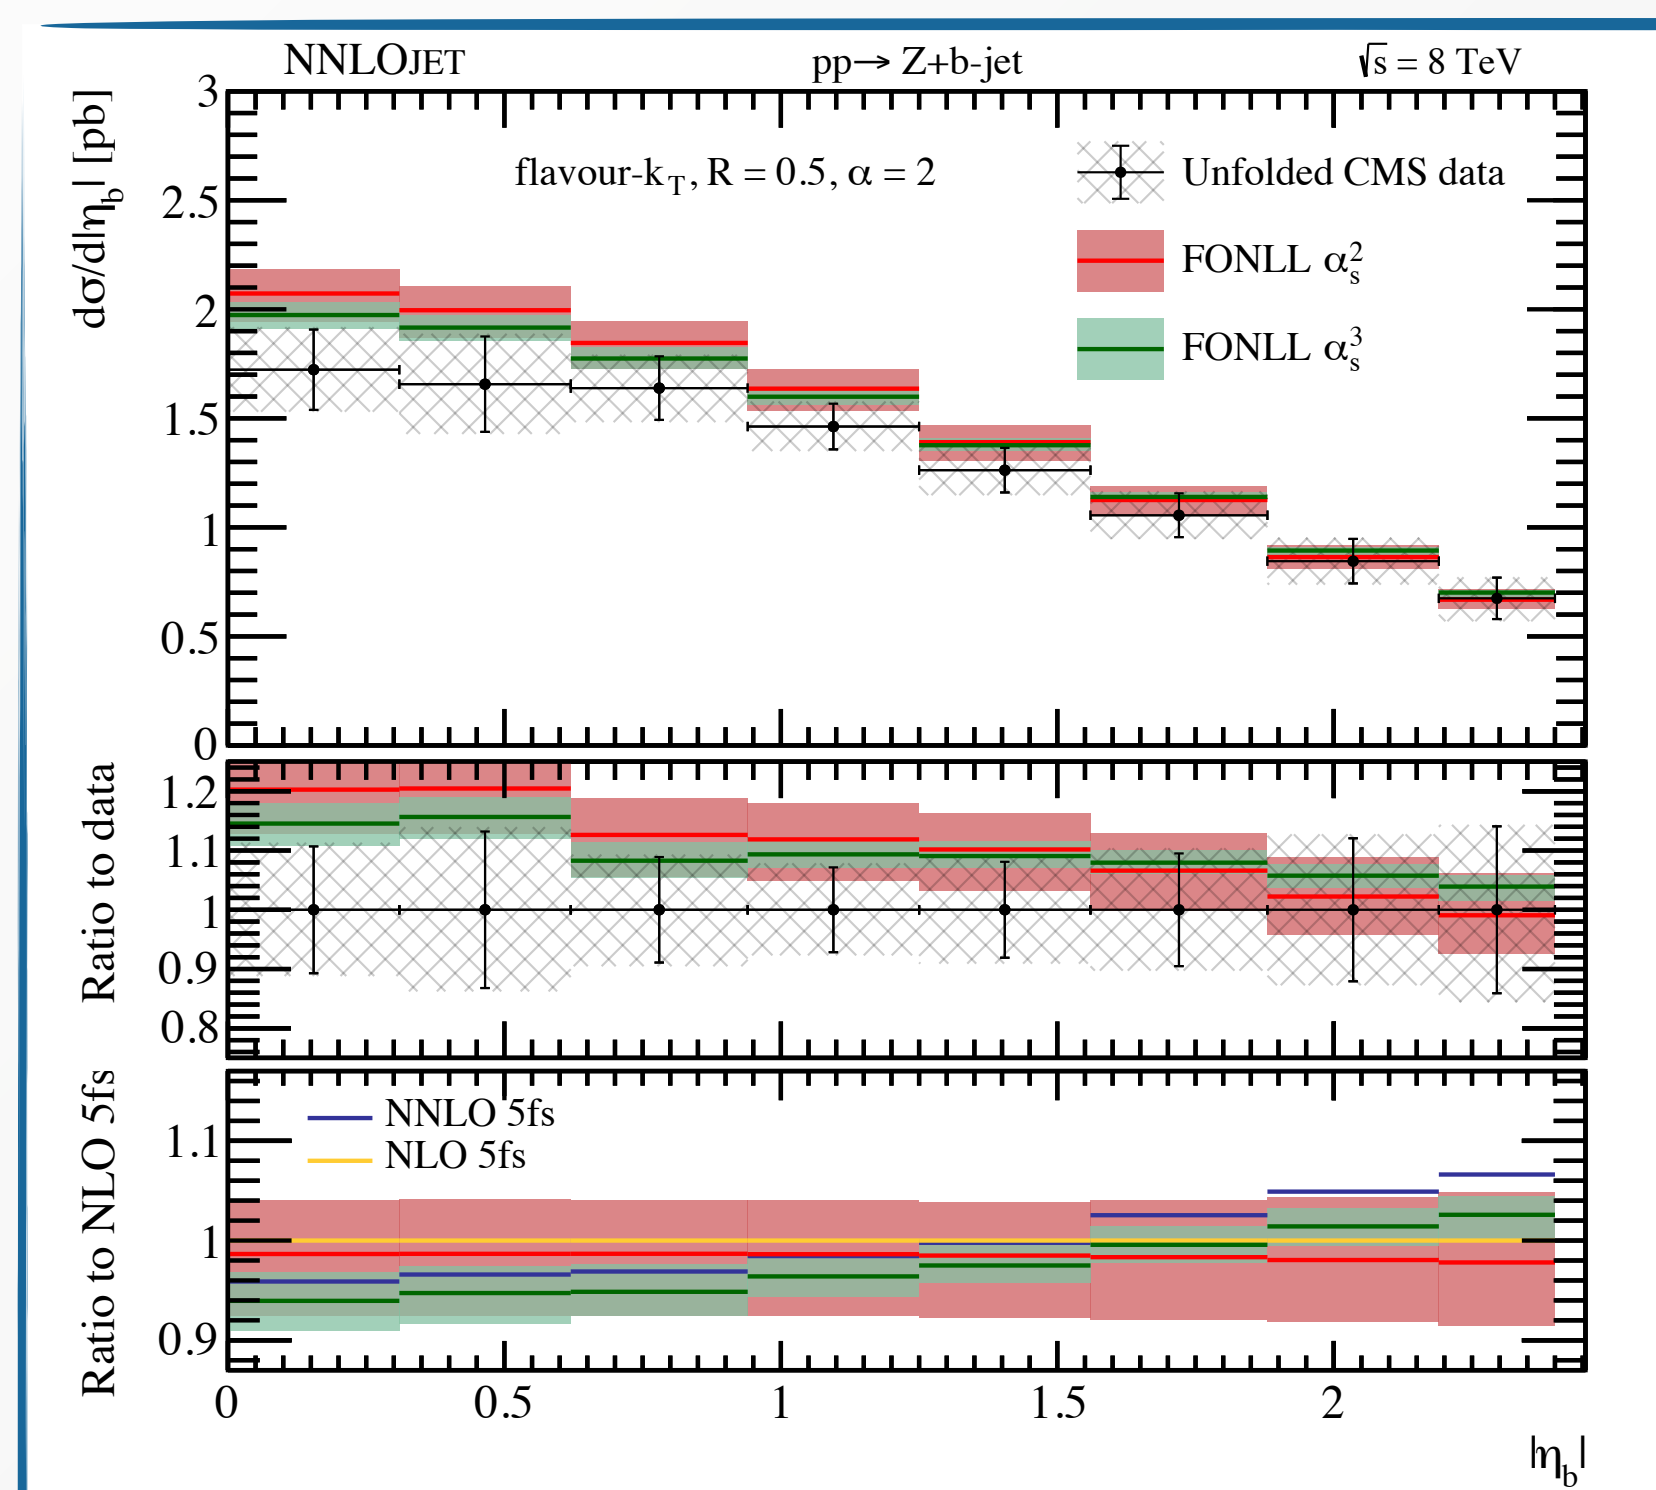 NNLOJET pp→ Z+b-jet √s = 8 TeV
dσ/d|η_b| [pb]
3
2.5
2
1.5
1
0.5
0
flavour-k_T, R = 0.5, α = 2
Unfolded CMS data
FONLL α_s^2
FONLL α_s^3
Ratio to data
1.2
1.1
1
0.9
0.8
Ratio to NLO 5fs
1.1
1
0.9
NNLO 5fs
NLO 5fs
0 0.5 1 1.5 2
|η_b|